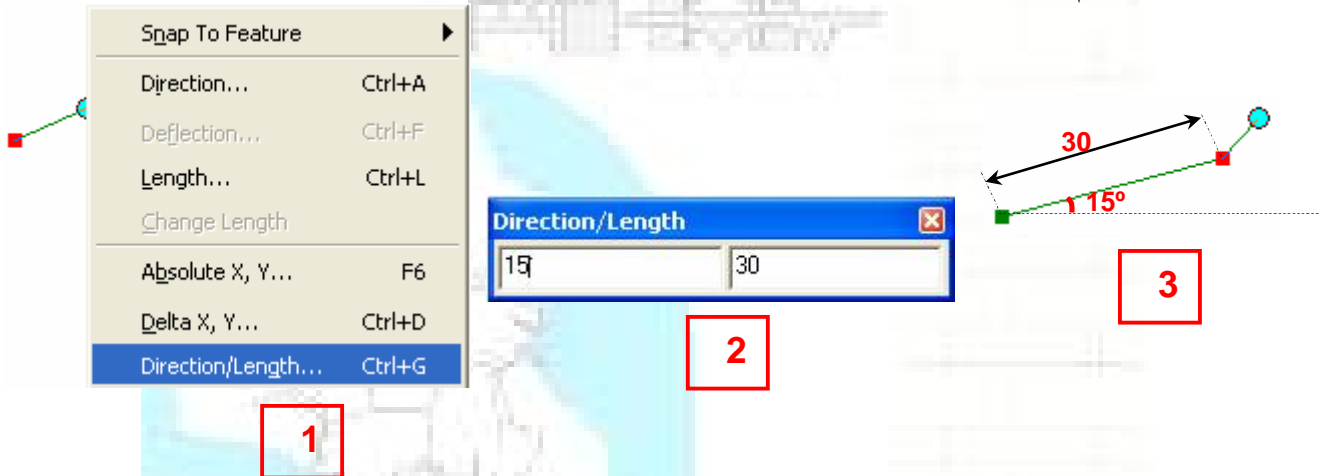 Snap To Feature
Direction... Ctrl+A
Deflection... Ctrl+F
Length... Ctrl+L
Change Length
Absolute X, Y... F6
Delta X, Y... Ctrl+D
Direction/Length... Ctrl+G
1
Direction/Length
15 30
2
30
15º
3